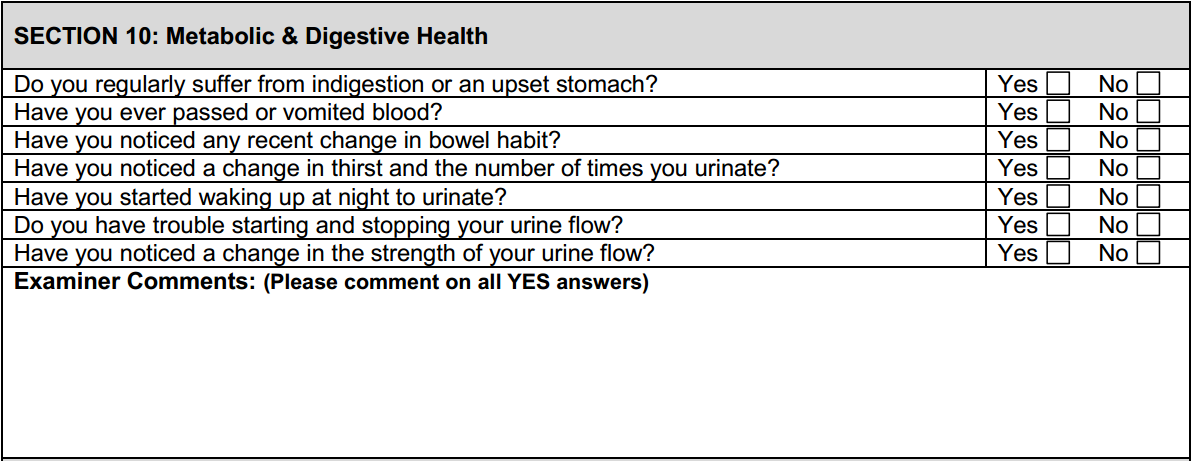 SECTION 10: Metabolic & Digestive Health
Do you regularly suffer from indigestion or an upset stomach? Yes No
Have you ever passed or vomited blood? Yes No
Have you noticed any recent change in bowel habit? Yes No
Have you noticed a change in thirst and the number of times you urinate? Yes No
Have you started waking up at night to urinate? Yes No
Do you have trouble starting and stopping your urine flow? Yes No
Have you noticed a change in the strength of your urine flow? Yes No
Examiner Comments: (Please comment on all YES answers)